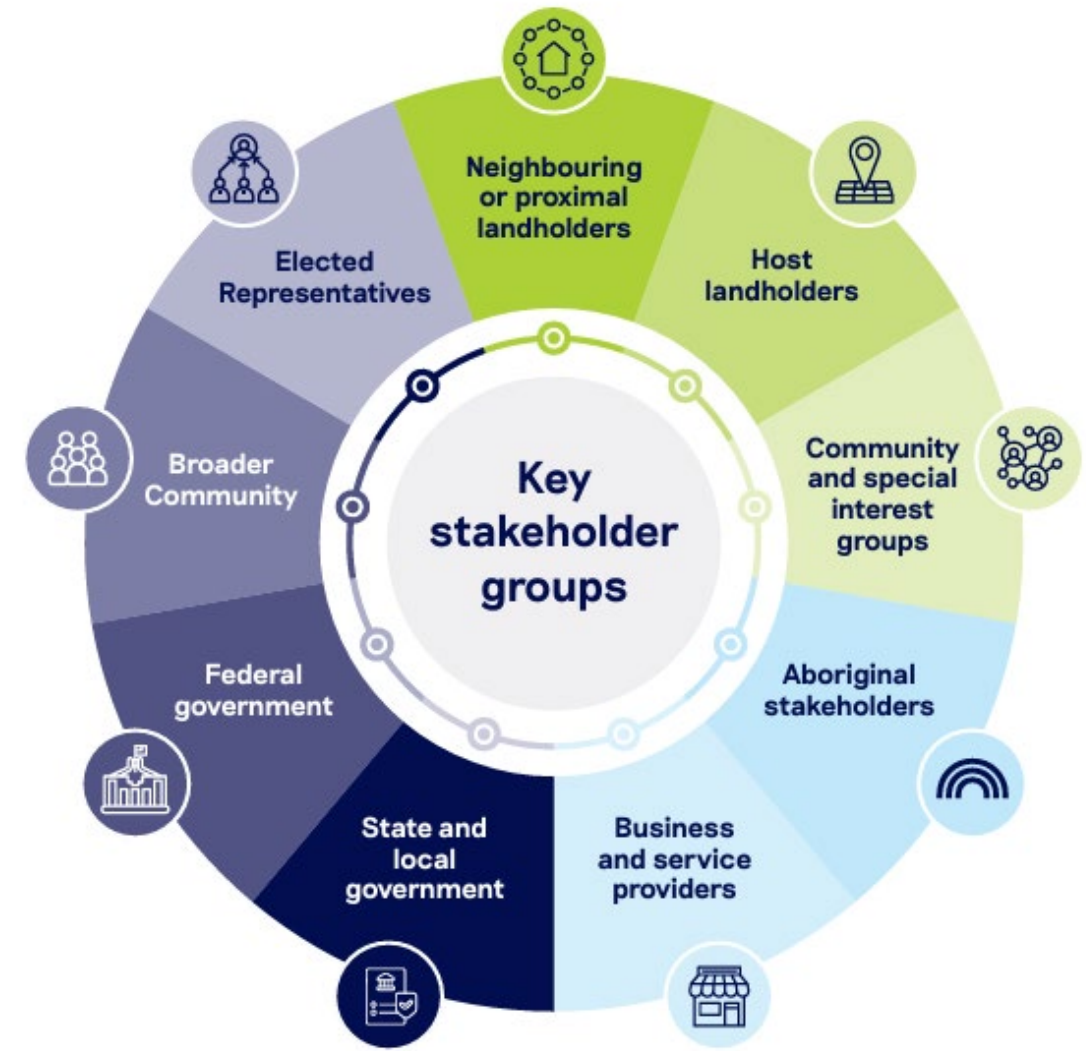 Key
stakeholder
groups
Neighbouring
or proximal
landholders
Host
landholders
Community
and special
interest
groups
Aboriginal
stakeholders
Business
and service
providers
State and
local
government
Federal
government
Broader
Community
Elected
Representatives